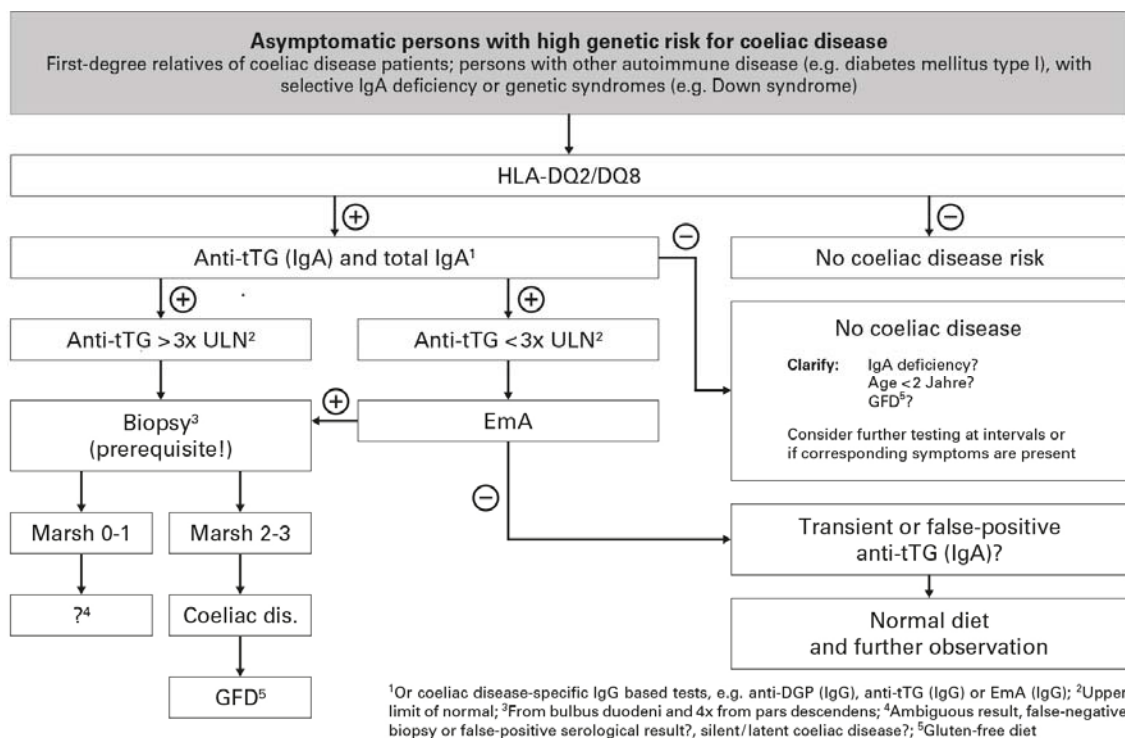 Asymptomatic persons with high genetic risk for coeliac disease
First-degree relatives of coeliac disease patients; persons with other autoimmune disease (e.g. diabetes mellitus type I), with
selective IgA deficiency or genetic syndromes (e.g. Down syndrome)
HLA-DQ2/DQ8
+
−
Anti-tTG (IgA) and total IgA¹
−
No coeliac disease risk
+
+
Anti-tTG >3x ULN²
Anti-tTG <3x ULN²
No coeliac disease
Clarify: IgA deficiency?
Age <2 Jahre?
GFD⁵?
Consider further testing at intervals or
if corresponding symptoms are present
Biopsy³
(prerequisite!)
+
EmA
−
Marsh 0-1
Marsh 2-3
Transient or false-positive
anti-tTG (IgA)?
?⁴
Coeliac dis.
Normal diet
and further observation
GFD⁵
¹Or coeliac disease-specific IgG based tests, e.g. anti-DGP (IgG), anti-tTG (IgG) or EmA (IgG); ²Upper
limit of normal; ³From bulbus duodeni and 4x from pars descendens; ⁴Ambiguous result, false-negative
biopsy or false-positive serological result?, silent/latent coeliac disease?; ⁵Gluten-free diet